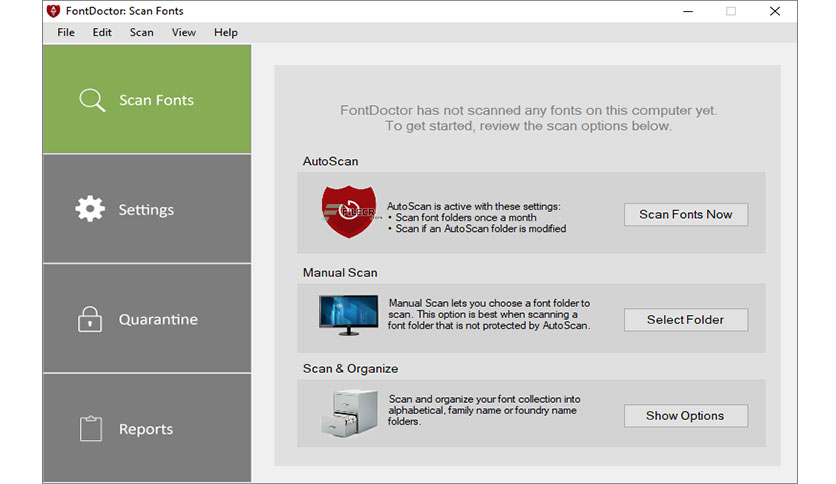 FontDoctor: Scan Fonts
File Edit Scan View Help
Scan Fonts
Settings
Quarantine
Reports
FontDoctor has not scanned any fonts on this computer yet.
To get started, review the scan options below.
AutoScan
FILECR
AutoScan is active with these settings:
• Scan font folders once a month
• Scan if an AutoScan folder is modified
Scan Fonts Now
Manual Scan
Manual Scan lets you choose a font folder to
scan. This option is best when scanning a
font folder that is not protected by AutoScan.
Select Folder
Scan & Organize
Scan and organize your font collection into
alphabetical, family name or foundry name
folders.
Show Options